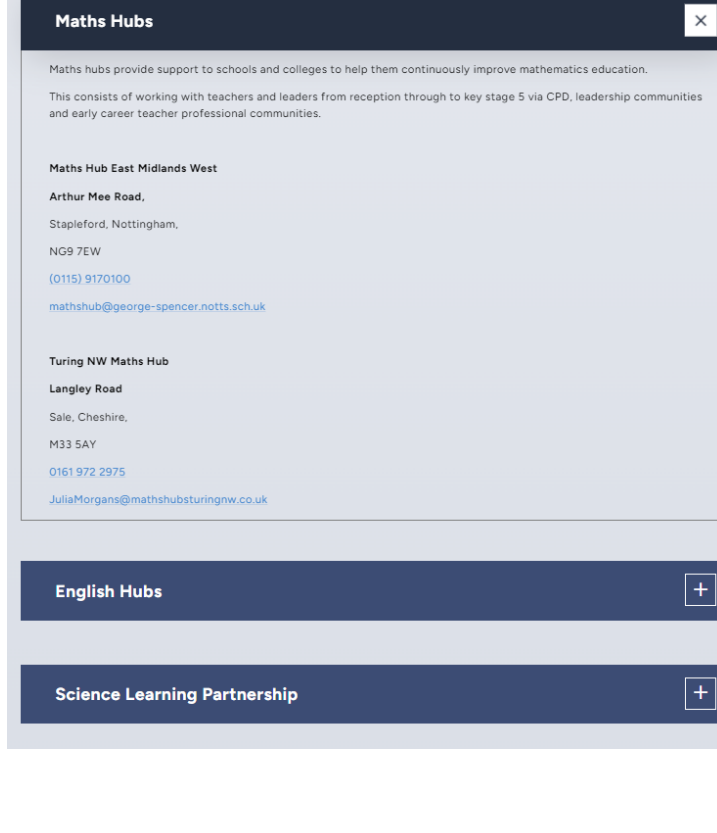 Maths Hubs
Maths hubs provide support to schools and colleges to help them continuously improve mathematics education.
This consists of working with teachers and leaders from reception through to key stage 5 via CPD, leadership communities
and early career teacher professional communities.
Maths Hub East Midlands West
Arthur Mee Road,
Stapleford, Nottingham,
NG9 7EW
(0115) 9170100
mathshub@george-spencer.notts.sch.uk
Turing NW Maths Hub
Langley Road
Sale, Cheshire,
M33 5AY
0161 972 2975
JuliaMorgans@mathshubsturingnw.co.uk
English Hubs
Science Learning Partnership